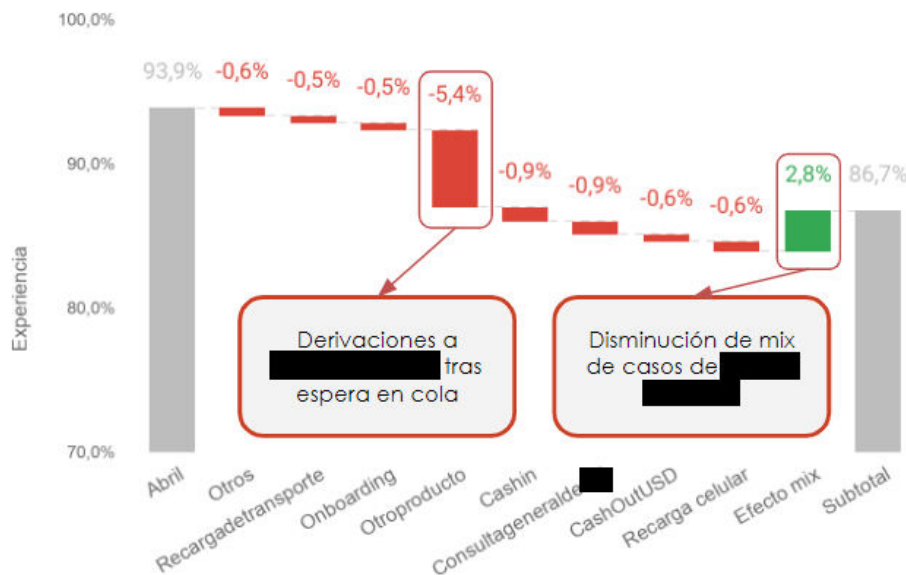 100,0%
93,9%
-0,6%
-0,5%
-0,5%
-5,4%
-0,9%
-0,9%
-0,6%
-0,6%
2,8%
86,7%
90,0%
80,0%
70,0%
Experiencia
Derivaciones a
tras
espera en cola
Disminución de mix
de casos de
Abril
Otros
Recargadetransporte
Onboarding
Otroproducto
Cashin
Consultageneralde
CashOutUSD
Recarga celular
Efecto mix
Subtotal